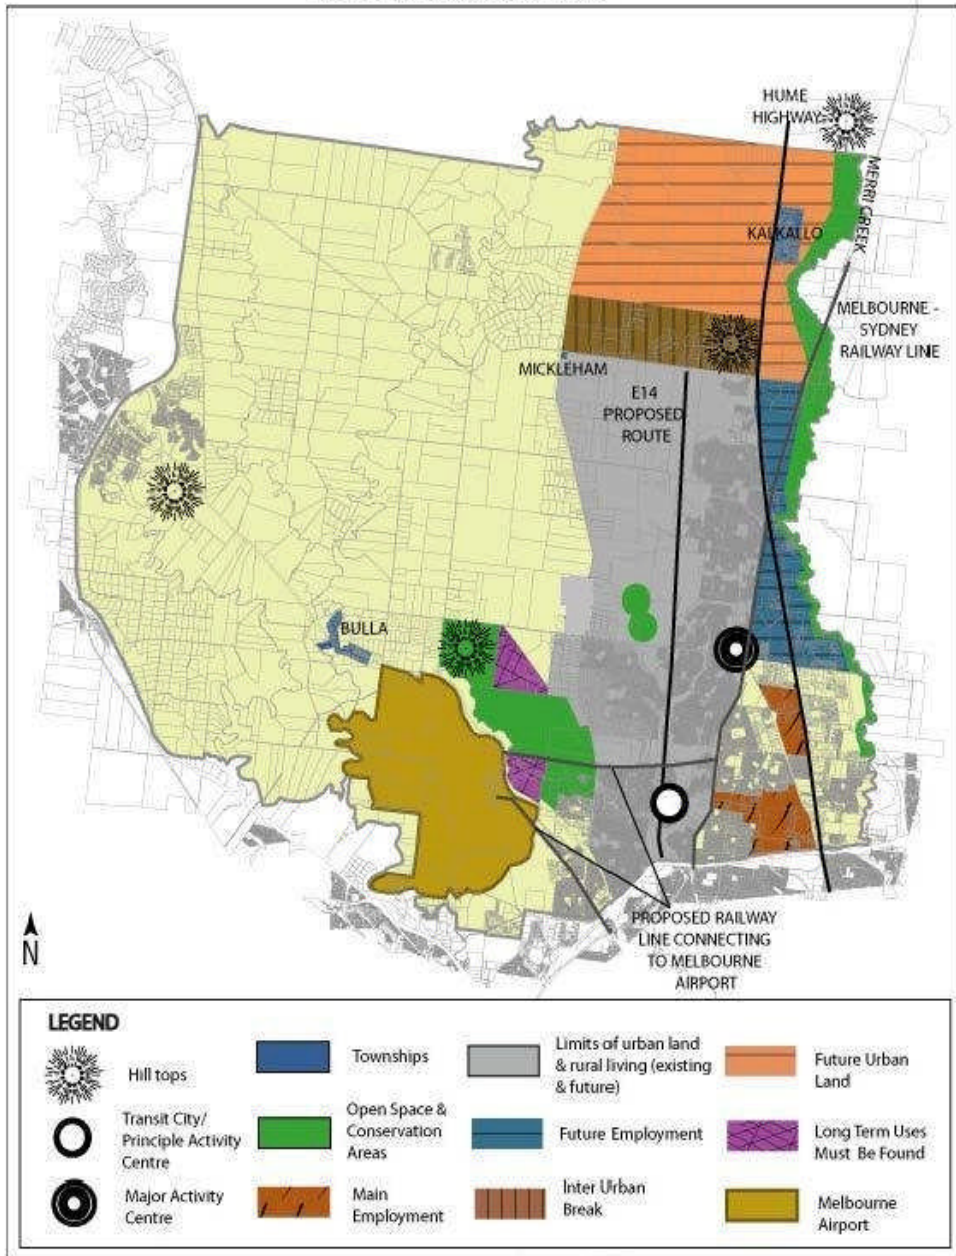 HUME
HIGHWAY
MERRI CREEK
KALKALLO
MELBOURNE -
SYDNEY
RAILWAY LINE
MICKLEHAM
E14
PROPOSED
ROUTE
BULLA
PROPOSED RAILWAY
LINE CONNECTING
TO MELBOURNE
AIRPORT
N
LEGEND
Hill tops
Townships
Limits of urban land
& rural living (existing
& future)
Future Urban
Land
Transit City/
Principle Activity
Centre
Open Space &
Conservation
Areas
Future Employment
Long Term Uses
Must Be Found
Major Activity
Centre
Main
Employment
Inter Urban
Break
Melbourne
Airport